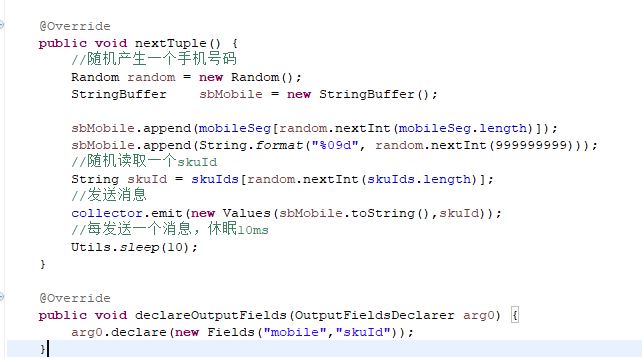 @Override
public void nextTuple() {
//随机产生一个手机号码
Random random = new Random();
StringBuffer    sbMobile = new StringBuffer();
sbMobile.append(mobileSeg[random.nextInt(mobileSeg.length)]);
sbMobile.append(String.format("%09d", random.nextInt(999999999)));
//随机读取一个skuId
String skuId = skuIds[random.nextInt(skuIds.length)];
//发送消息
collector.emit(new Values(sbMobile.toString(),skuId));
//每发送一个消息，休眠10ms
Utils.sleep(10);
}
@Override
public void declareOutputFields(OutputFieldsDeclarer arg0) {
arg0.declare(new Fields("mobile","skuId"));
}